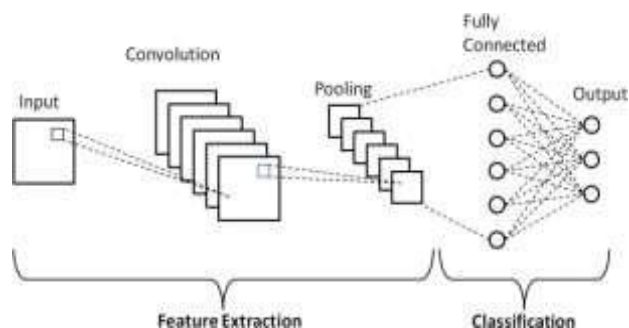 Fully
Connected
Convolution
Pooling
Input
Output
Feature Extraction
Classification